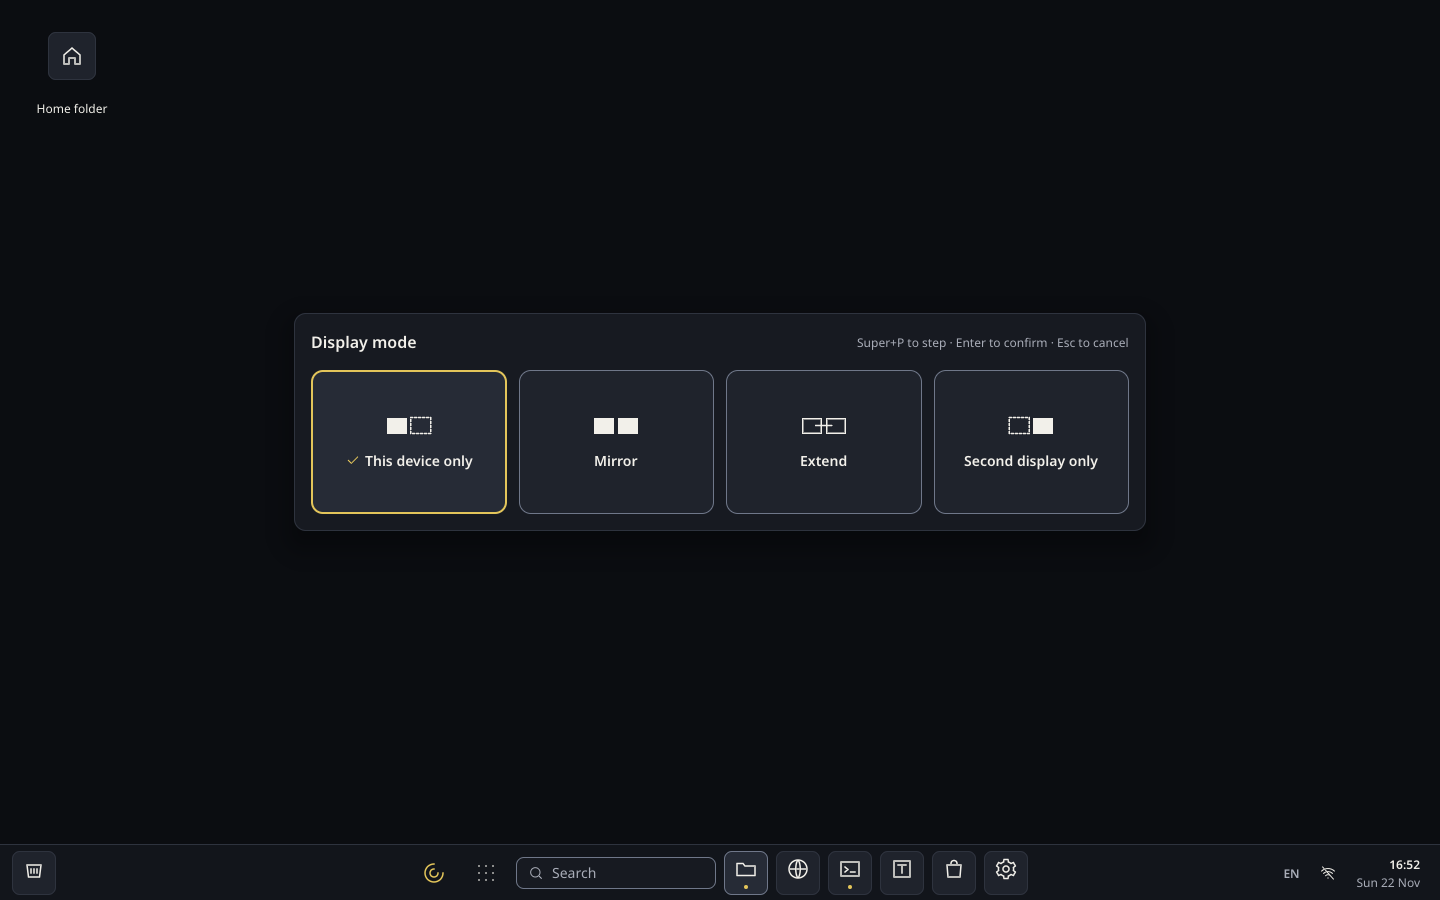 Home folder
Display mode
Super+P to step · Enter to confirm · Esc to cancel
This device only
Mirror
Extend
Second display only
Search
EN
16:52
Sun 22 Nov